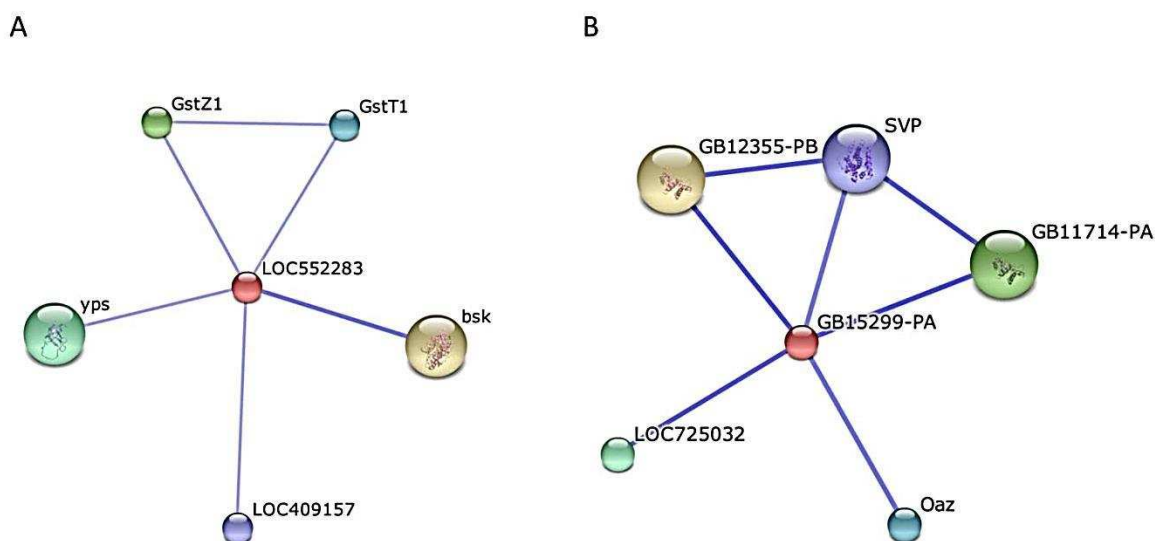 A
GstZ1
GstT1
LOC552283
yps
bsk
LOC409157
B
SVP
GB12355-PB
GB11714-PA
GB15299-PA
LOC725032
Oaz